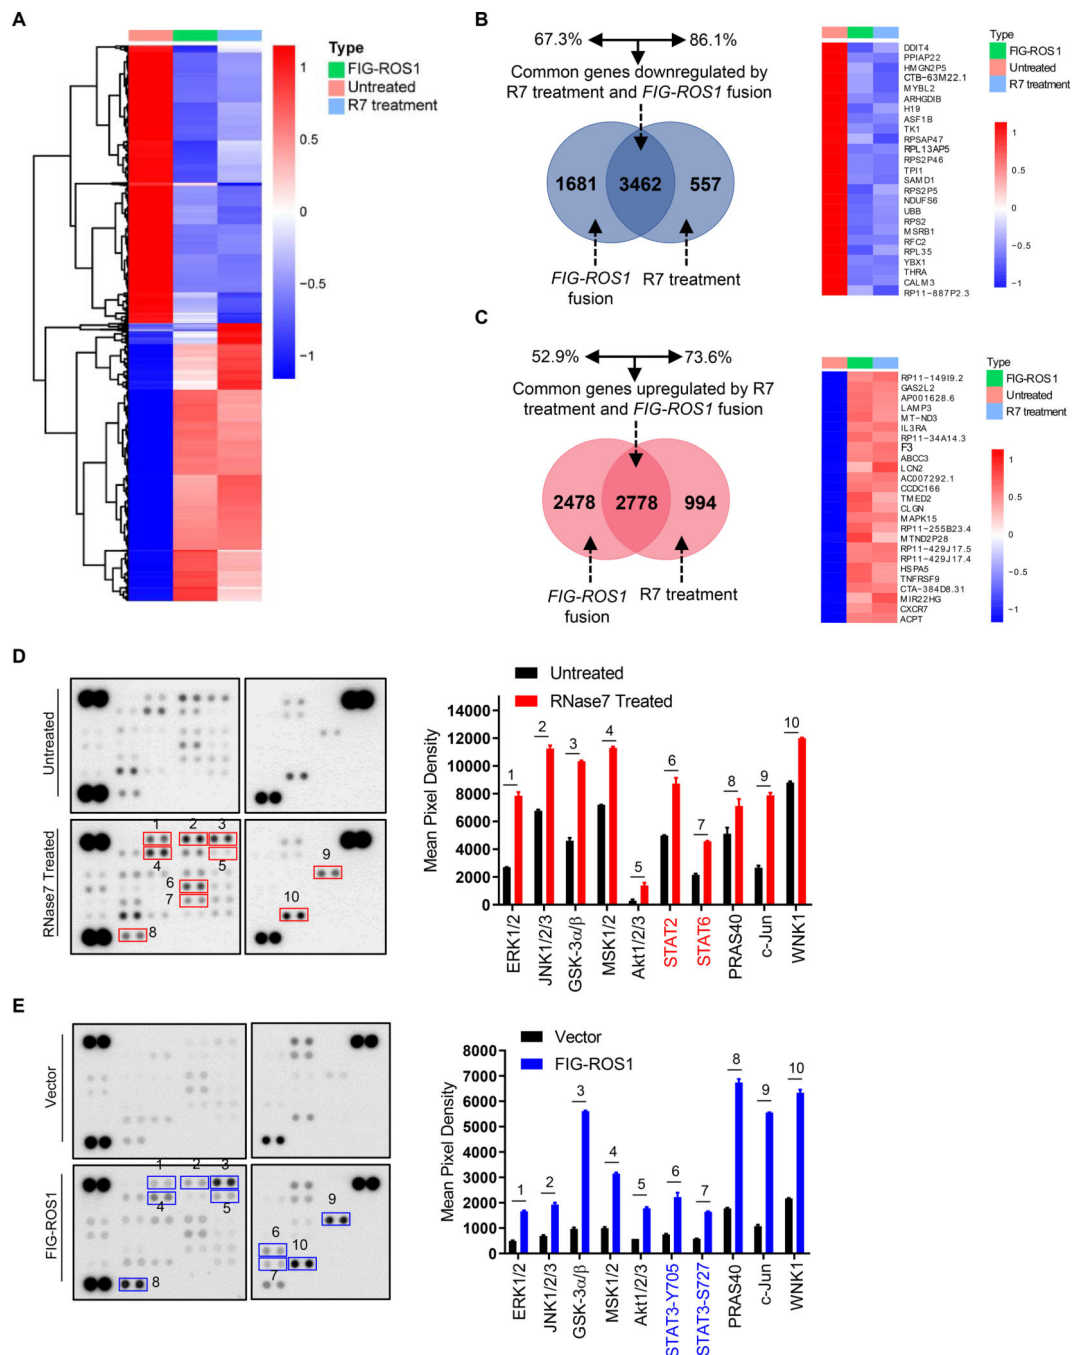 A
Type
FIG-ROS1
Untreated
R7 treatment
1
0.5
0
−0.5
−1
B
67.3%
86.1%
Common genes downregulated by
R7 treatment and FIG-ROS1 fusion
1681
3462
557
FIG-ROS1
fusion
R7 treatment
Type
FIG-ROS1
Untreated
R7 treatment
DDIT4
PPIAP22
HMGN2P5
CTB-63M22.1
MYBL2
ARHGDIB
H19
ASF1B
TK1
RPSAP47
RPL13AP5
RPS2P46
TPI1
SAMD1
RPS2P5
NDUFS6
UBB
RPS2
MSRB1
RFC2
RPL35
YBX1
THRA
CALM3
RP11-887P2.3
1
0.5
0
−0.5
−1
C
52.9%
73.6%
Common genes upregulated by R7
treatment and FIG-ROS1 fusion
2478
2778
994
FIG-ROS1
fusion
R7 treatment
Type
FIG-ROS1
Untreated
R7 treatment
RP11-149I9.2
GAS2L2
AP001628.6
LAMP3
MT-ND3
IL3RA
RP11-34A14.3
F3
ABCC3
LCN2
AC007292.1
CCDC166
TMED2
CLGN
MAPK15
RP11-255B23.4
MTND2P28
RP11-429J17.5
RP11-429J17.4
HSPA5
TNFRSF9
CTA-384D8.31
MIR22HG
CXCR7
ACPT
1
0.5
0
−0.5
−1
D
Untreated
RNase7 Treated
1
2
3
4
5
6
7
8
9
10
Untreated
RNase7 Treated
Mean Pixel Density
14000
12000
10000
8000
6000
4000
2000
0
1
2
3
4
5
6
7
8
9
10
ERK1/2
JNK1/2/3
GSK-3α/β
MSK1/2
Akt1/2/3
STAT2
STAT6
PRAS40
c-Jun
WNK1
E
Vector
FIG-ROS1
1
2
3
4
5
6
7
8
9
10
Vector
FIG-ROS1
Mean Pixel Density
8000
7000
6000
5000
4000
3000
2000
1000
0
1
2
3
4
5
6
7
8
9
10
ERK1/2
JNK1/2/3
GSK-3α/β
MSK1/2
Akt1/2/3
STAT3-Y705
STAT3-S727
PRAS40
c-Jun
WNK1